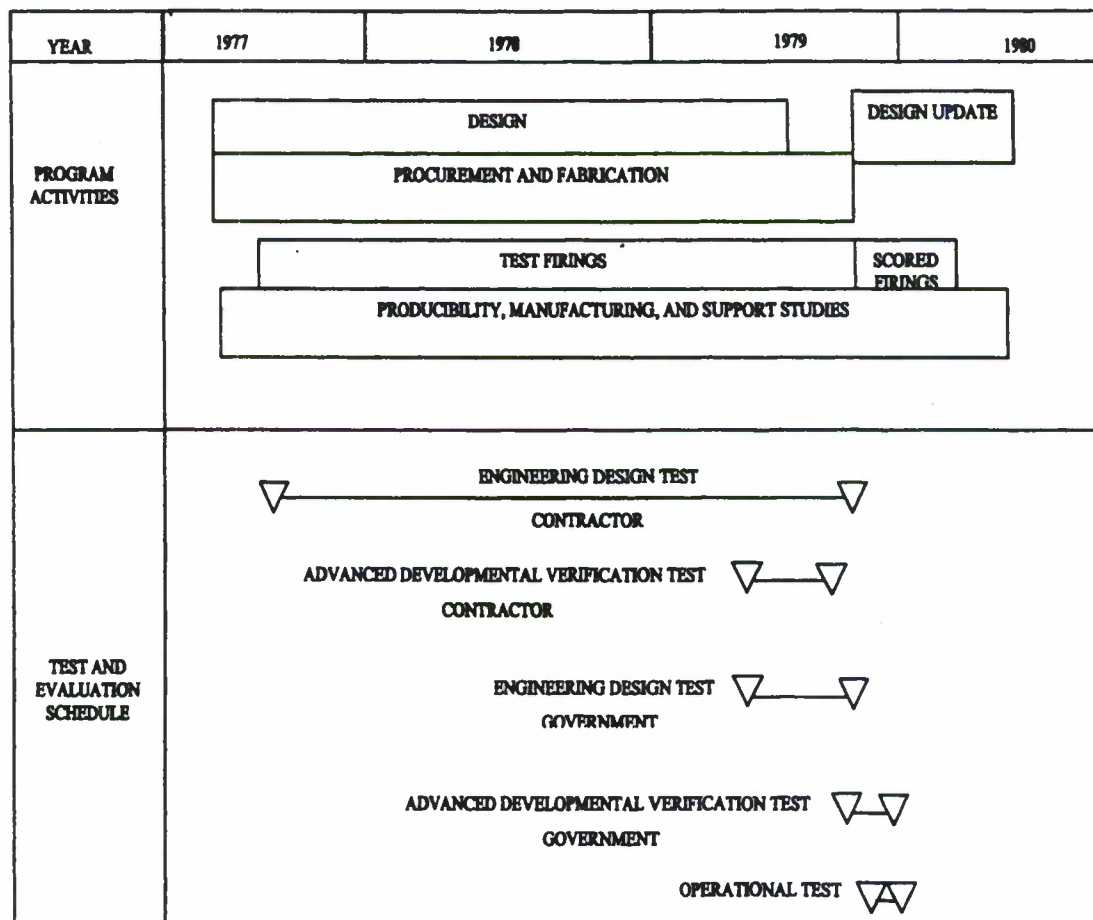 YEAR 1977 1978 1979 1980
PROGRAM
ACTIVITIES
DESIGN
DESIGN UPDATE
PROCUREMENT AND FABRICATION
TEST FIRINGS
SCORED
FIRINGS
PRODUCIBILITY, MANUFACTURING, AND SUPPORT STUDIES
TEST AND
EVALUATION
SCHEDULE
ENGINEERING DESIGN TEST
CONTRACTOR
ADVANCED DEVELOPMENTAL VERIFICATION TEST
CONTRACTOR
ENGINEERING DESIGN TEST
GOVERNMENT
ADVANCED DEVELOPMENTAL VERIFICATION TEST
GOVERNMENT
OPERATIONAL TEST